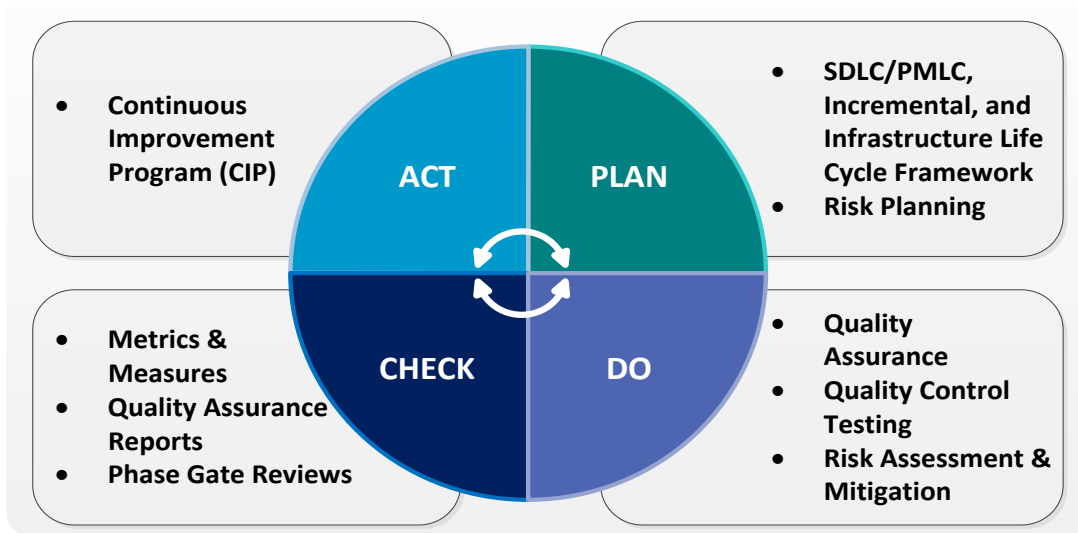 • Continuous
Improvement
Program (CIP)
ACT
PLAN
• SDLC/PMLC,
Incremental, and
Infrastructure Life
Cycle Framework
• Risk Planning
• Metrics &
Measures
• Quality Assurance
Reports
• Phase Gate Reviews
CHECK
DO
• Quality
Assurance
• Quality Control
Testing
• Risk Assessment &
Mitigation